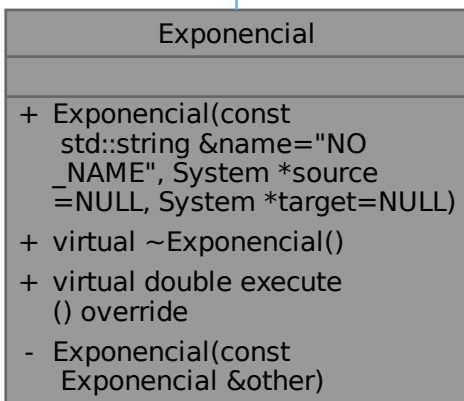 Exponencial
+ Exponencial(const
std::string &name="NO
_NAME", System *source
=NULL, System *target=NULL)
+ virtual ~Exponencial()
+ virtual double execute
() override
- Exponencial(const
Exponencial &other)